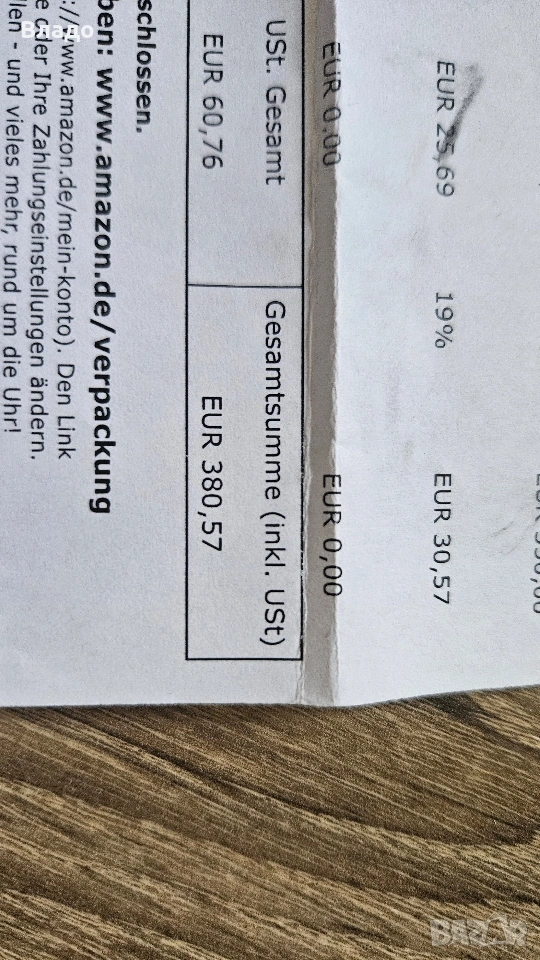 EUR 25,69 19% EUR 30,57
EUR 0,00 EUR 0,00
USt. Gesamt Gesamtsumme (inkl. USt)
EUR 60,76 EUR 380,57
schlossen.
ben: www.amazon.de/verpackung
://www.amazon.de/mein-konto). Den Link
e oder Ihre Zahlungseinstellungen ändern.
llen - und vieles mehr, rund um die Uhr!
Владо
BAZAR